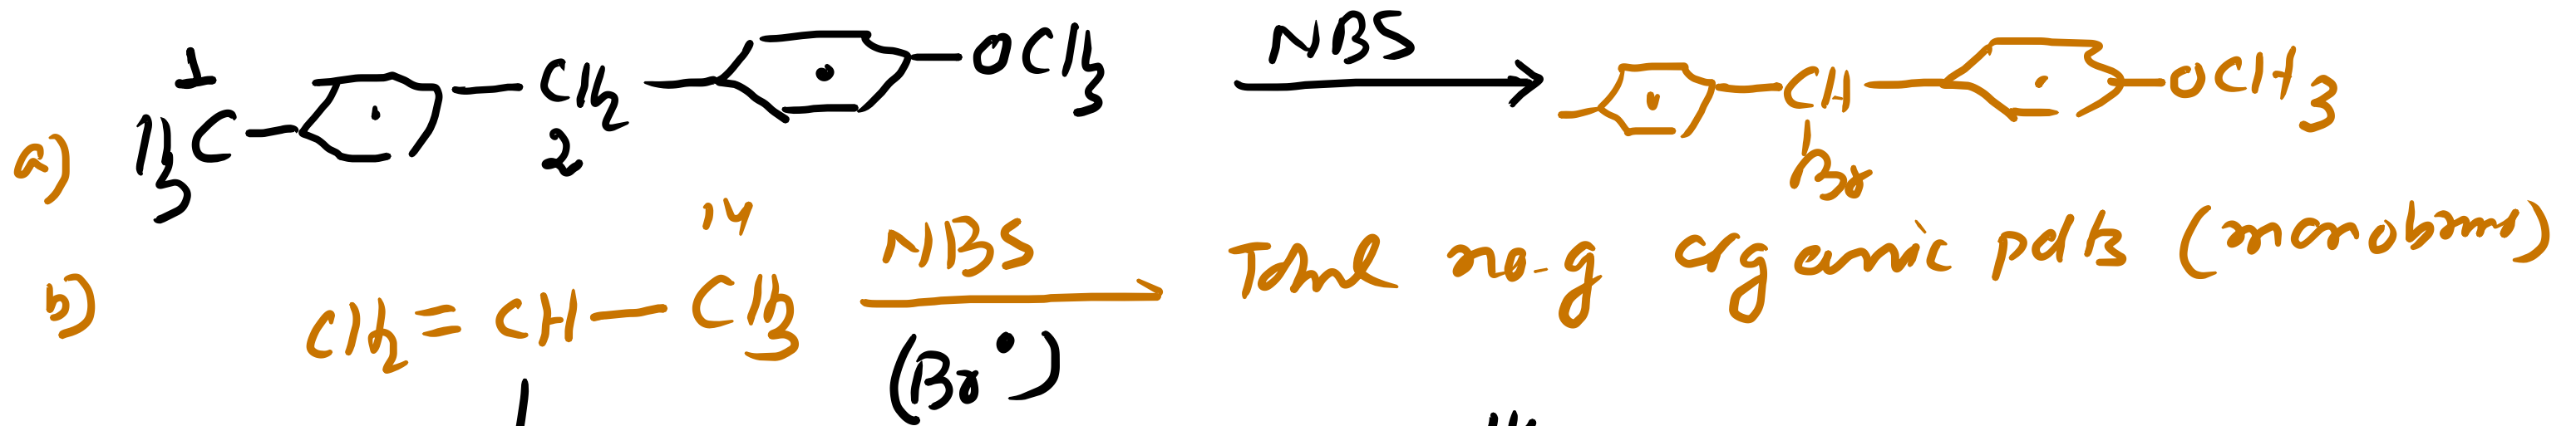 a) H₃C 1 CH₂ 2 OCH₃ NBS CH Br OCH₃
b) CH₂ = CH — CH₃ 14 NBS (Br•) Total no. of organic pdts (monobromo)